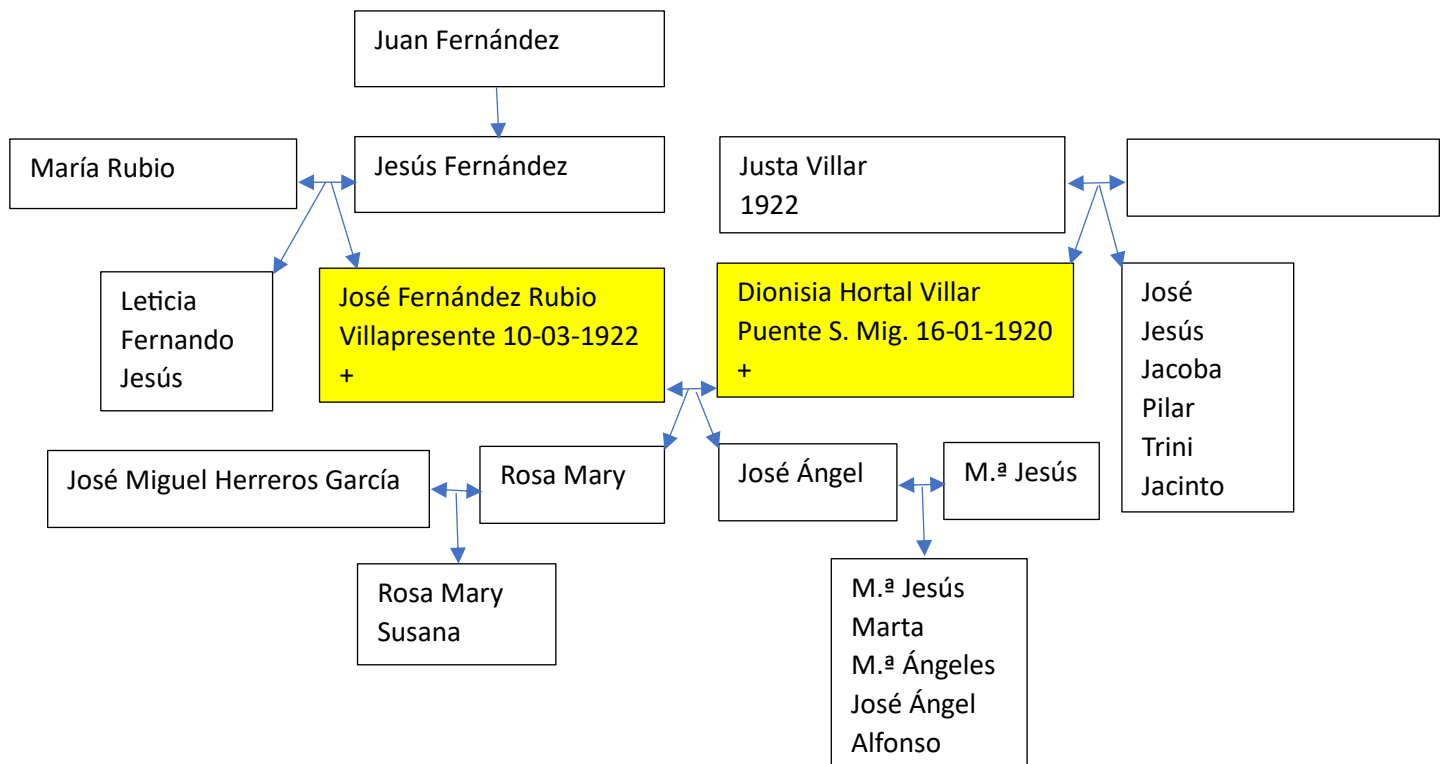 Juan Fernández
María Rubio
Jesús Fernández
Justa Villar
1922
Leticia
Fernando
Jesús
José Fernández Rubio
Villapresente 10-03-1922
+
Dionisia Hortal Villar
Puente S. Mig. 16-01-1920
+
José
Jesús
Jacoba
Pilar
Trini
Jacinto
José Miguel Herreros García
Rosa Mary
José Ángel
M.ª Jesús
Rosa Mary
Susana
M.ª Jesús
Marta
M.ª Ángeles
José Ángel
Alfonso